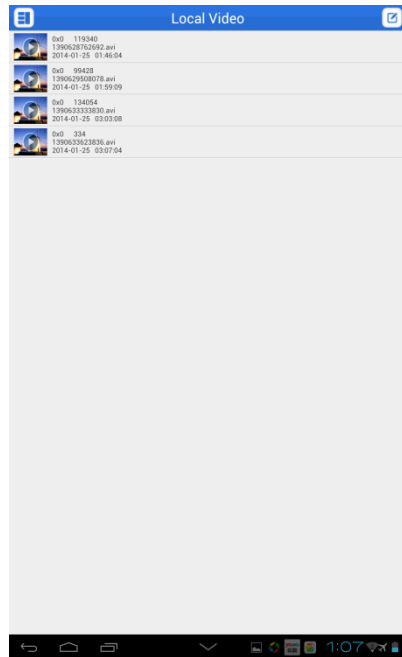 Local Video
0x0 119340
1390628762692.avi
2014-01-25 01:46:04
0x0 99428
1390629508078.avi
2014-01-25 01:59:09
0x0 134054
1390633333830.avi
2014-01-25 03:03:08
0x0 334
1390633623836.avi
2014-01-25 03:07:04
1:07